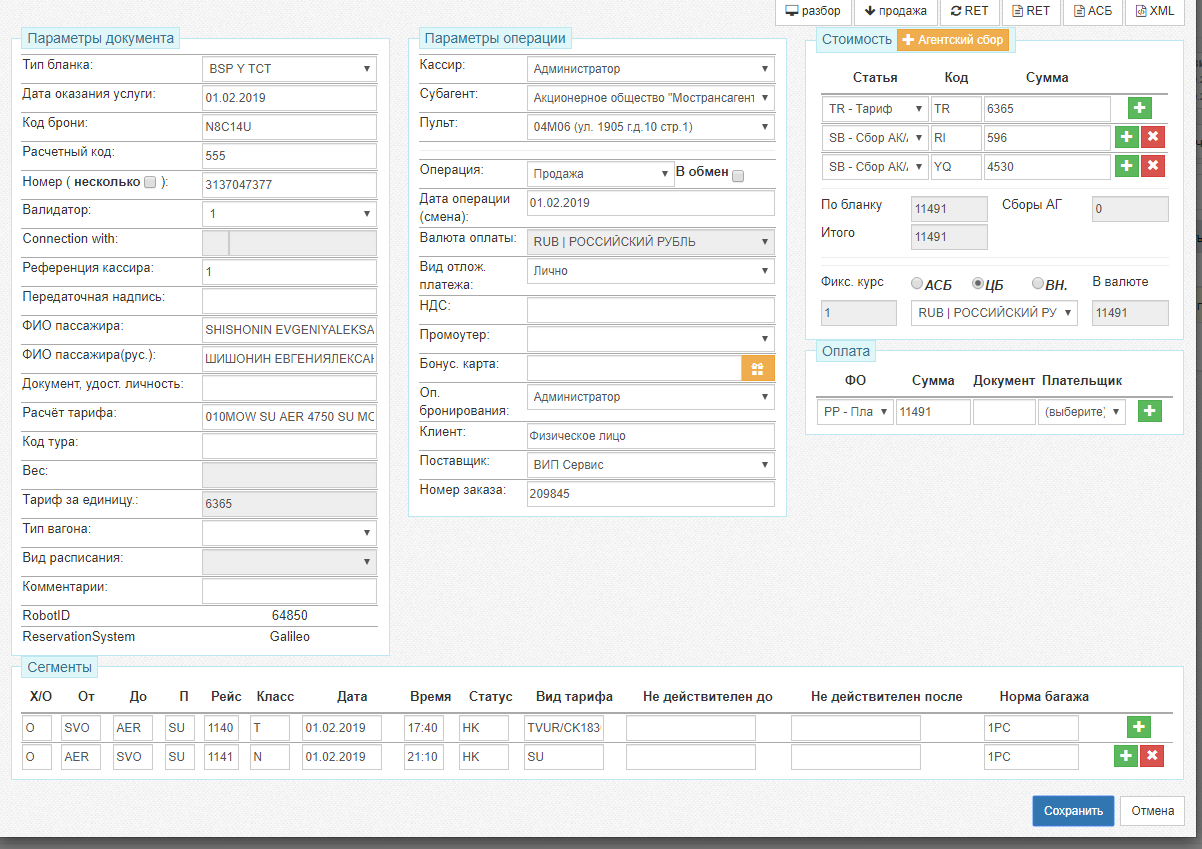 разбор продажа RET RET АСБ XML
Параметры документа
Тип бланка: BSP Y TCT
Дата оказания услуги: 01.02.2019
Код брони: N8C14U
Расчетный код: 555
Номер ( несколько ): 3137047377
Валидатор: 1
Connection with:
Референция кассира: 1
Передаточная надпись:
ФИО пассажира: SHISHONIN EVGENIYALEKSA
ФИО пассажира(рус.): ШИШОНИН ЕВГЕНИЯЛЕКСАН
Документ, удост. личность:
Расчёт тарифа: 010MOW SU AER 4750 SU MO
Код тура:
Вес:
Тариф за единицу.: 6365
Тип вагона:
Вид расписания:
Комментарии:
RobotID 64850
ReservationSystem Galileo
Параметры операции
Кассир: Администратор
Субагент: Акционерное общество "Мострансагент
Пульт: 04М06 (ул. 1905 г.д.10 стр.1)
Операция: Продажа В обмен
Дата операции
(смена): 01.02.2019
Валюта оплаты: RUB | РОССИЙСКИЙ РУБЛЬ
Вид отлож.
платежа: Лично
НДС:
Промоутер:
Бонус. карта:
Оп.
бронирования: Администратор
Клиент: Физическое лицо
Поставщик: ВИП Сервис
Номер заказа: 209845
Стоимость Агентский сбор
Статья Код Сумма
TR - Тариф TR 6365
SB - Сбор АК/ RI 596
SB - Сбор АК/ YQ 4530
По бланку 11491 Сборы АГ 0
Итого 11491
Фикс. курс АСБ ЦБ ВН. В валюте
1 RUB | РОССИЙСКИЙ РУ 11491
Оплата
ФО Сумма Документ Плательщик
PP - Пла 11491 (выберите)
Сегменты
Х/О От До П Рейс Класс Дата Время Статус Вид тарифа Не действителен до Не действителен после Норма багажа
O SVO AER SU 1140 T 01.02.2019 17:40 HK TVUR/CK183 1PC
O AER SVO SU 1141 N 01.02.2019 21:10 HK SU 1PC
Сохранить Отмена